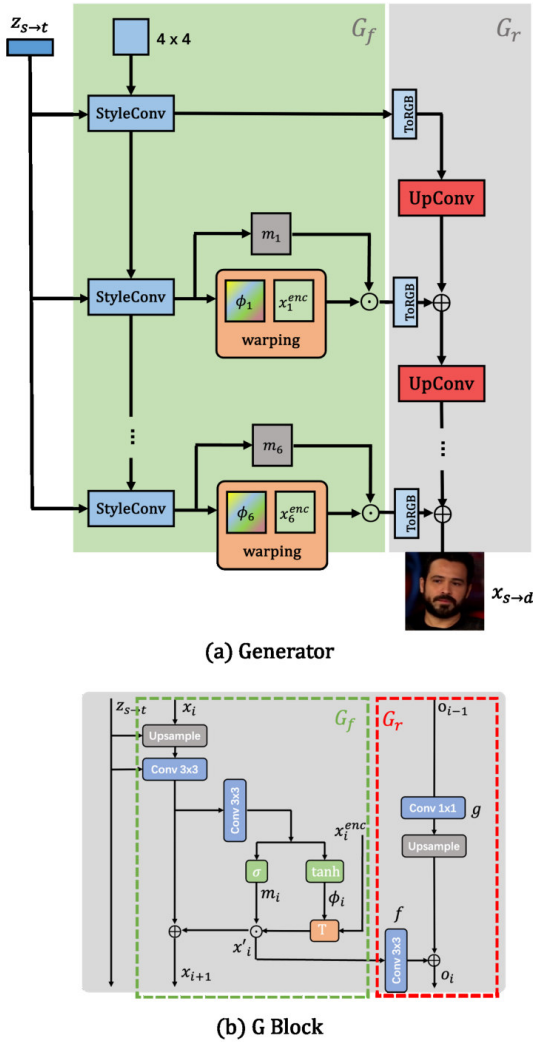 z_{s→t}
4 x 4
G_f
G_r
StyleConv
ToRGB
UpConv
m_1
StyleConv
ϕ_1
x_1^{enc}
warping
⊙
ToRGB
⊕
UpConv
...
...
m_6
StyleConv
ϕ_6
x_6^{enc}
warping
⊙
ToRGB
⊕
x_{s→d}
(a) Generator
z_{s→t}
x_i
G_f
G_r
o_{i−1}
Upsample
Conv 3x3
Conv 3x3
x_i^{enc}
Conv 1x1
g
Upsample
σ
tanh
m_i
ϕ_i
T
f
x'_i
Conv 3x3
x_{i+1}
o_i
(b) G Block